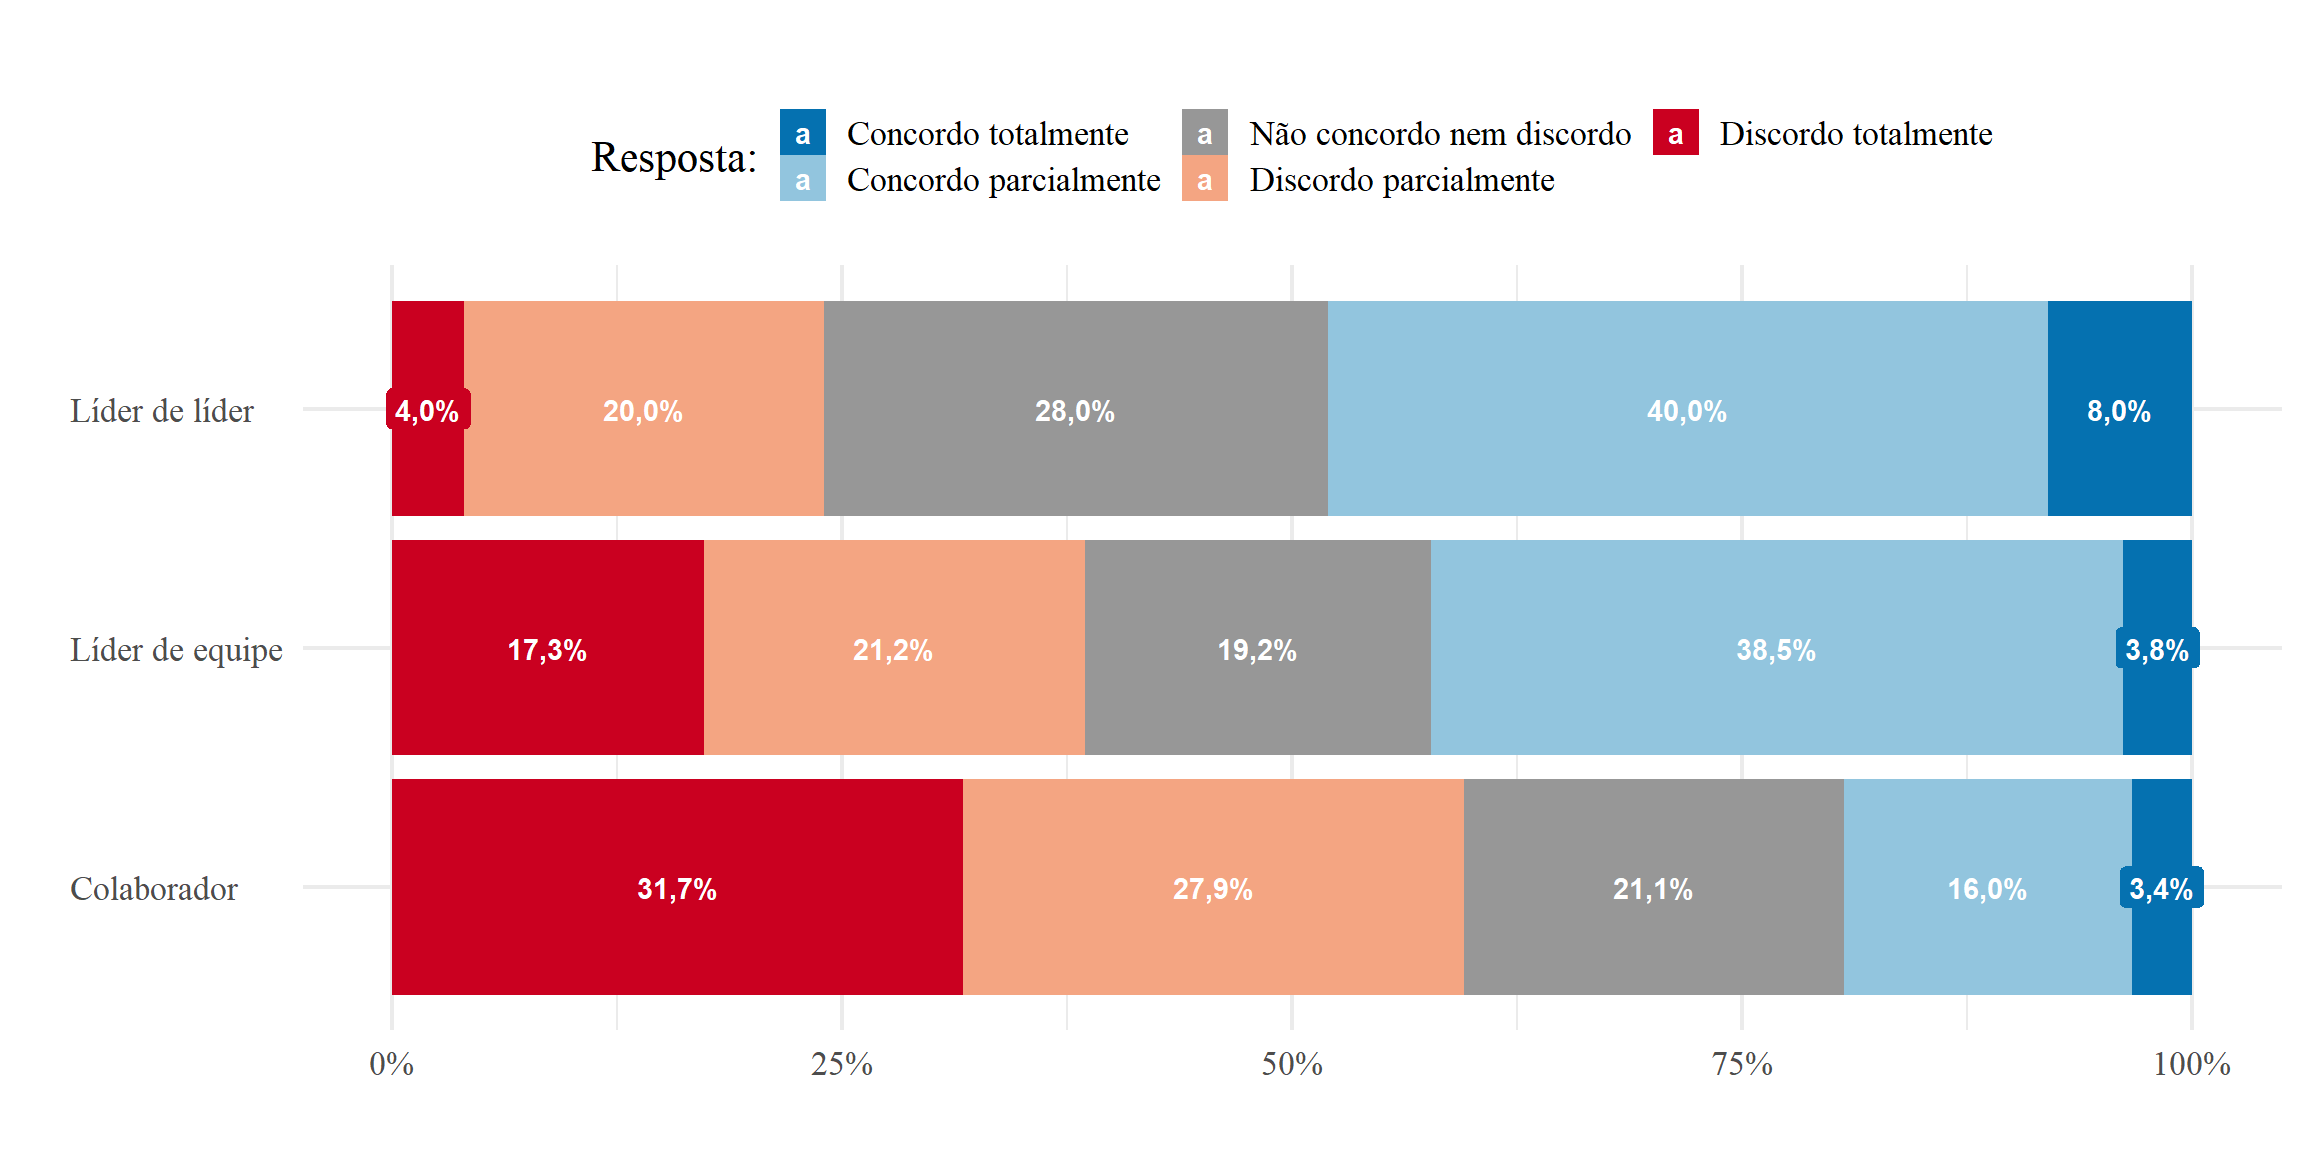 Resposta: a Concordo totalmente a Não concordo nem discordo a Discordo totalmente
a Concordo parcialmente a Discordo parcialmente
Líder de líder 4,0% 20,0% 28,0% 40,0% 8,0%
Líder de equipe 17,3% 21,2% 19,2% 38,5% 3,8%
Colaborador 31,7% 27,9% 21,1% 16,0% 3,4%
0% 25% 50% 75% 100%